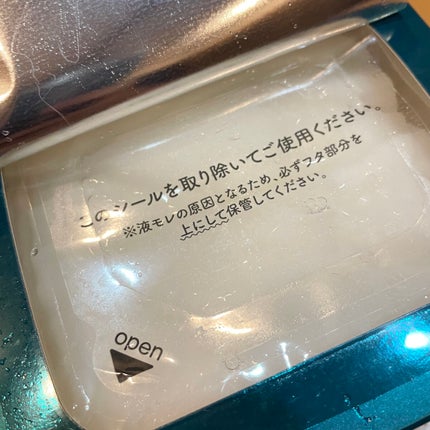 このシールを取り除いてご使用ください。
※液モレの原因となるため、必ずフタ部分を
上にして保管してください。
open